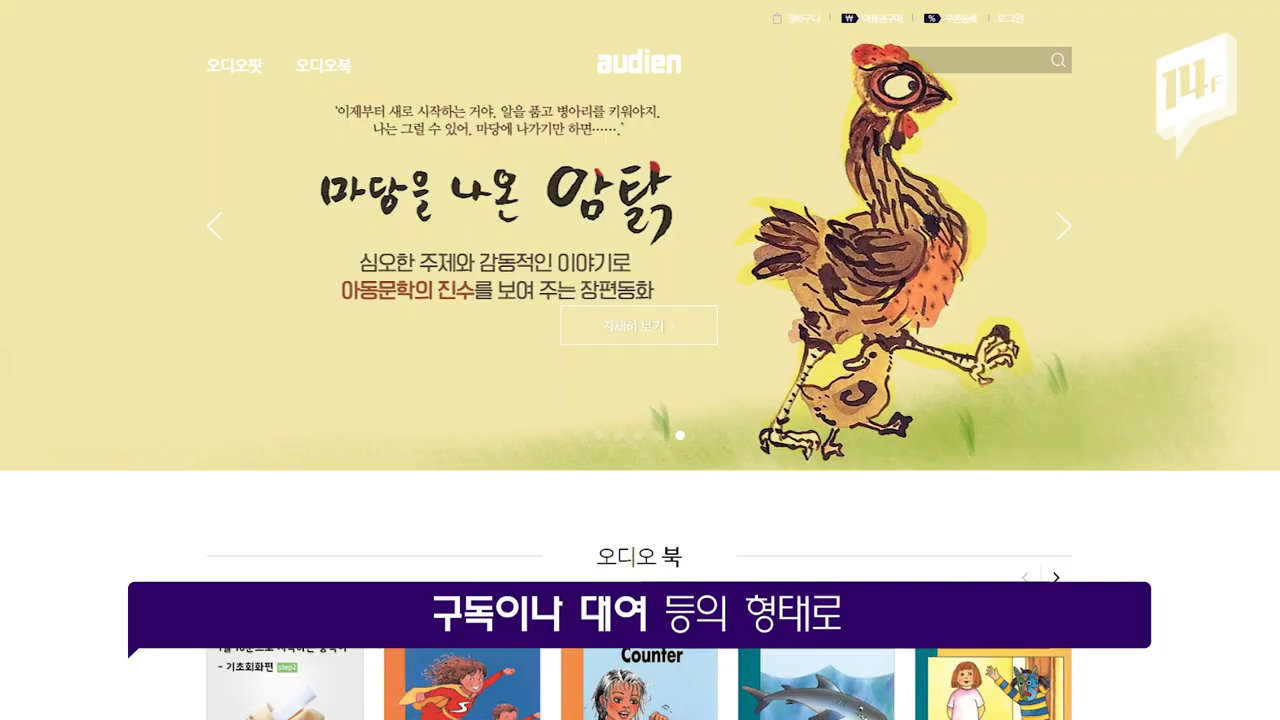 장바구니
이용권구매
쿠폰등록
로그인
오디오팟 오디오북
audien
14F
‘이제부터 새로 시작하는 거야. 알을 품고 병아리를 키워야지.
나는 그럴 수 있어. 마당에 나가기만 하면…….’
마당을 나온 암탉
심오한 주제와 감동적인 이야기로
아동문학의 진수를 보여 주는 장편동화
자세히 보기 >
오디오 북
구독이나 대여 등의 형태로
- 기초회화편 step2
Counter